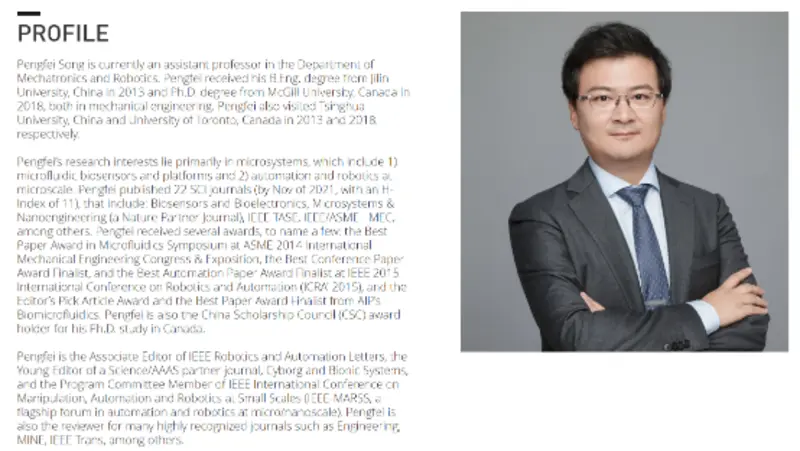 PROFILE
Pengfei Song is currently an assistant professor in the Department of
Mechatronics and Robotics. Pengfei received his B.Eng. degree from Jilin
University, China in 2013 and Ph.D. degree from McGill University, Canada in
2018, both in mechanical engineering. Pengfei also visited Tsinghua
University, China and University of Toronto, Canada in 2013 and 2018,
respectively.
Pengfei's research interests lie primarily in microsystems, which include 1)
microfluidic biosensors and platforms and 2) automation and robotics at
microscale. Pengfei published 22 SCI journals (by Nov of 2021, with an H-
Index of 11), that include: Biosensors and Bioelectronics, Microsystems &
Nanoengineering (a Nature Partner Journal), IEEE TASE, IEEE/ASME MEC,
among others. Pengfei received several awards, to name a few: the Best
Paper Award in Microfluidics Symposium at ASME 2014 International
Mechanical Engineering Congress & Exposition, the Best Conference Paper
Award Finalist, and the Best Automation Paper Award Finalist at IEEE 2015
International Conference on Robotics and Automation (ICRA' 2015), and the
Editor's Pick Article Award and the Best Paper Award Finalist from AIP's
Biomicrofluidics. Pengfei is also the China Scholarship Council (CSC) award
holder for his Ph.D. study in Canada.
Pengfei is the Associate Editor of IEEE Robotics and Automation Letters, the
Young Editor of a Science/AAAS partner journal, Cyborg and Bionic Systems,
and the Program Committee Member of IEEE International Conference on
Manipulation, Automation and Robotics at Small Scales (IEEE MARSS, a
flagship forum in automation and robotics at micro/nanoscale). Pengfei is
also the reviewer for many highly recognized journals such as Engineering,
MINE, IEEE Trans, among others.